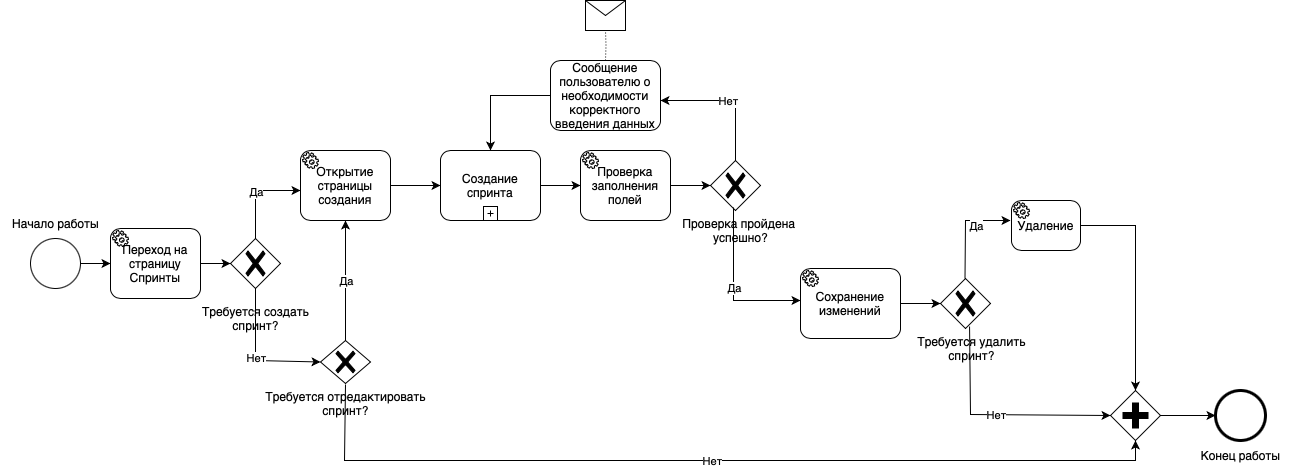 Сообщение
пользователю о
необходимости
корректного
введения данных
Нет
Открытие
страницы
создания
Создание
спринта
Проверка
заполнения
полей
Да
Проверка пройдена
успешно?
Начало работы
Переход на
страницу
Спринты
Требуется создать
спринт?
Нет
Да
Требуется отредактировать
спринт?
Да
Сохранение
изменений
Да
Удаление
Требуется удалить
спринт?
Нет
Нет
Конец работы